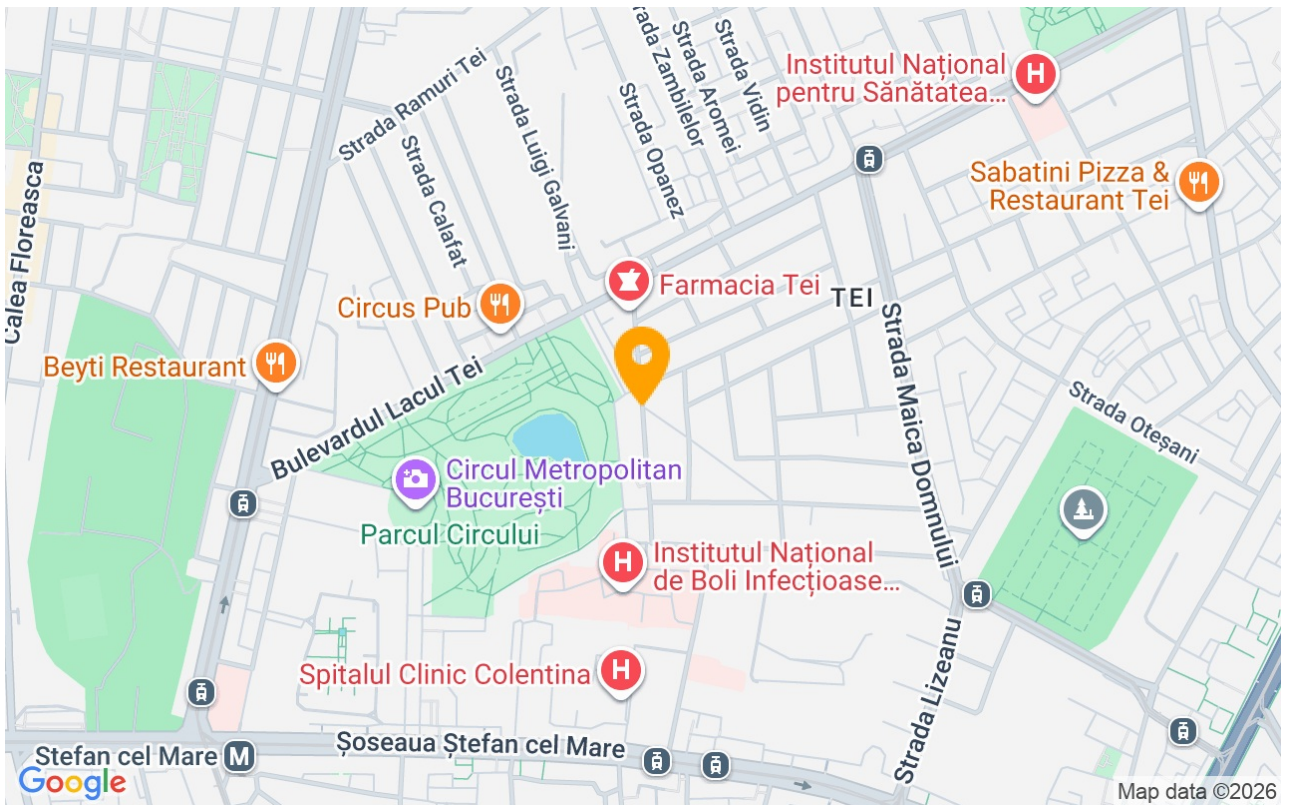 Strada Ramuri Tei
Strada Luigi Galvani
Strada Calafat
Strada Opanez
rada Zambilelor
Strada Aromei
Strada Vidin
Institutul Național
pentru Sănătatea...
Sabatini Pizza &
Restaurant Tei
Calea Floreasca
Circus Pub
Farmacia Tei
TEI
Beyti Restaurant
Bulevardul Lacul Tei
Strada Maica Domnului
Strada Oteșani
Circul Metropolitan
București
Parcul Circului
Institutul Național
de Boli Infecțioase...
H
H
H
Spitalul Clinic Colentina
Strada Lizeanu
Ștefan cel Mare
M
Șoseaua Ștefan cel Mare
Google
Map data ©2026